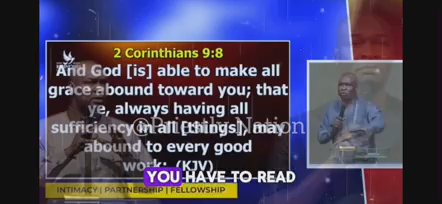 2 Corinthians 9:8
And God [is] able to make all
grace abound toward you; that
ye, always having all
sufficiency in all [things], may
abound to every good
work: (KJV)
@Priestly Nation
YOU HAVE TO READ
INTIMACY | PARTNERSHIP | FELLOWSHIP